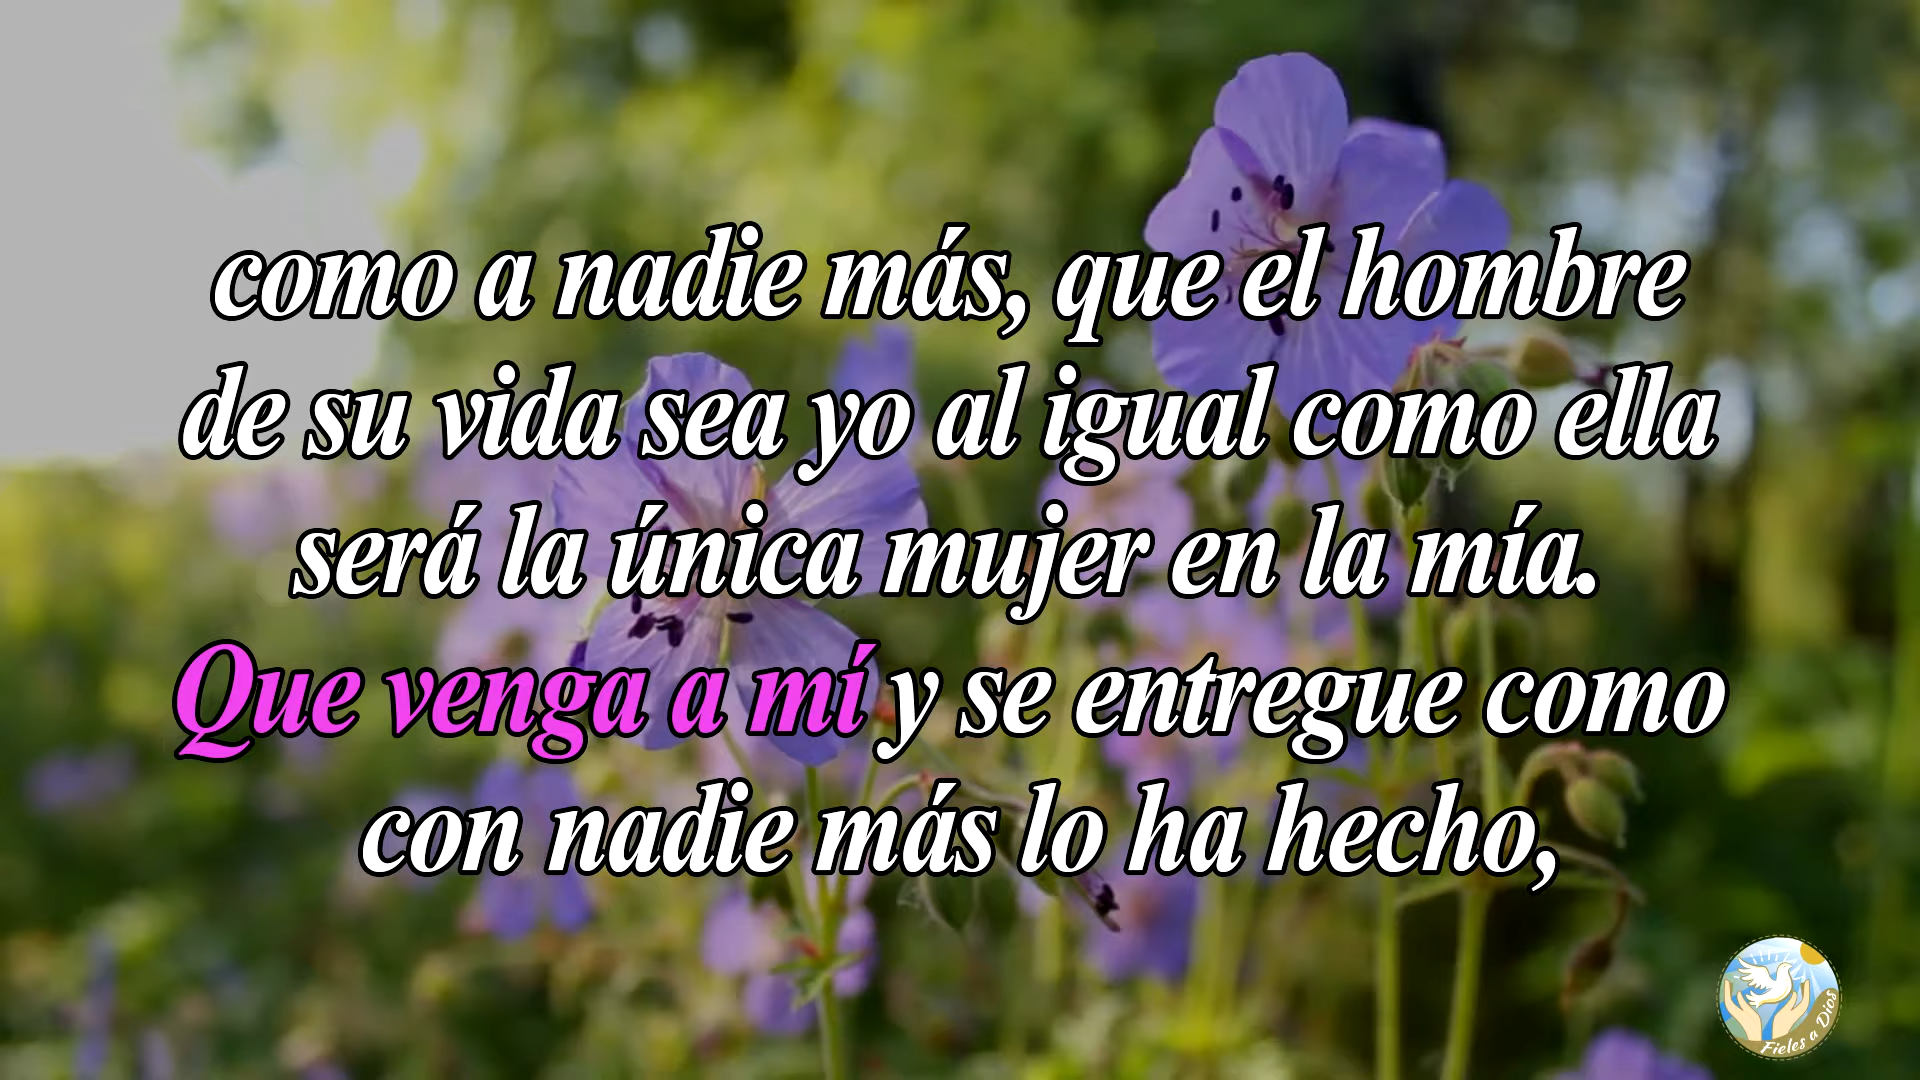 como a nadie más, que el hombre
de su vida sea yo al igual como ella
será la única mujer en la mía.
Que venga a mí y se entregue como
con nadie más lo ha hecho,
Fieles a Dios